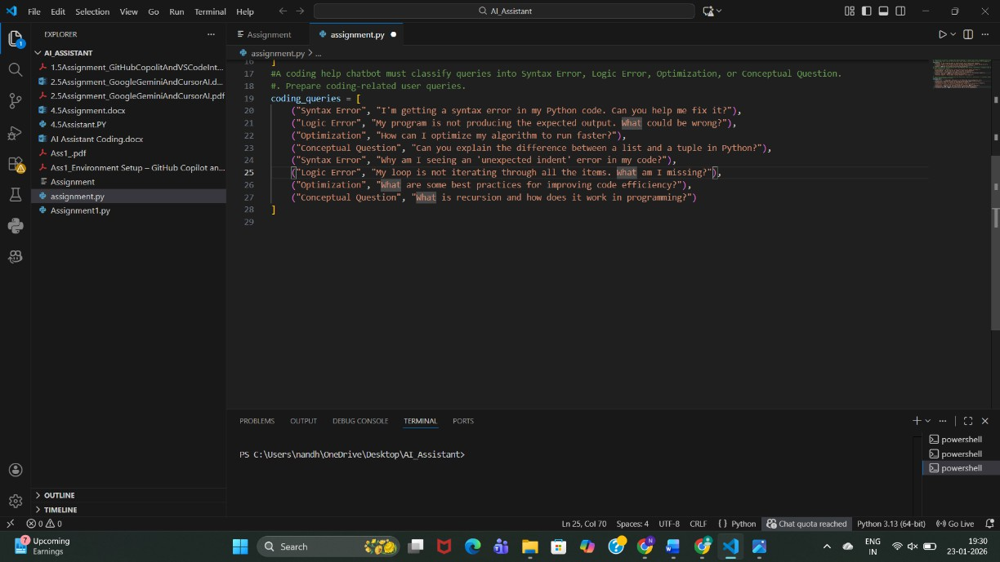 File Edit Selection View Go Run Terminal Help
AI_Assistant
EXPLORER
AI_ASSISTANT
1.5Assignment_GitHubCopolitAndVSCodeInt...
2.5Assignment_GoogleGeminiAndCursorAI.d...
2.5Assignment_GoogleGeminiAndCursorAI.pdf
4.5Assignment.docx
4.5Assistant.PY
AI Assistant Coding.docx
Ass1_.pdf
Ass1_Environment Setup – GitHub Copilot an...
Assignment
assignment.py
Assignment1.py
OUTLINE
TIMELINE
Assignment
assignment.py
assignment.py > ...
16 ]
17 #A coding help chatbot must classify queries into Syntax Error, Logic Error, Optimization, or Conceptual Question.
18 #. Prepare coding-related user queries.
19 coding_queries = [
20 ("Syntax Error", "I'm getting a syntax error in my Python code. Can you help me fix it?"),
21 ("Logic Error", "My program is not producing the expected output. What could be wrong?"),
22 ("Optimization", "How can I optimize my algorithm to run faster?"),
23 ("Conceptual Question", "Can you explain the difference between a list and a tuple in Python?"),
24 ("Syntax Error", "Why am I seeing an 'unexpected indent' error in my code?"),
25 ("Logic Error", "My loop is not iterating through all the items. What am I missing?"),
26 ("Optimization", "What are some best practices for improving code efficiency?"),
27 ("Conceptual Question", "What is recursion and how does it work in programming?")
28 ]
29
PROBLEMS OUTPUT DEBUG CONSOLE TERMINAL PORTS
PS C:\Users\nandh\OneDrive\Desktop\AI_Assistant>
powershell
powershell
powershell
0 0
Ln 25, Col 70 Spaces: 4 UTF-8 CRLF { } Python Chat quota reached Python 3.13 (64-bit) Go Live
7
Upcoming
Earnings
Search
ENG
IN
19:30
23-01-2026